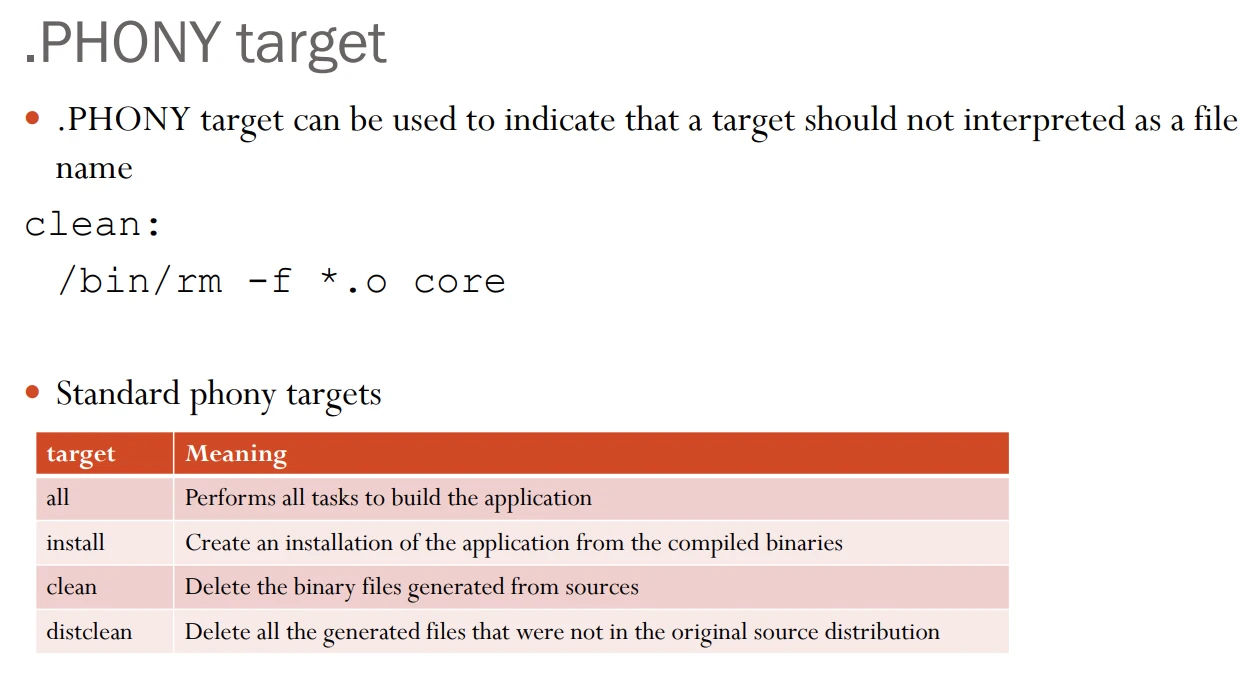 .PHONY target
• .PHONY target can be used to indicate that a target should not interpreted as a file
name
clean:
/bin/rm -f *.o core
• Standard phony targets
target Meaning
all Performs all tasks to build the application
install Create an installation of the application from the compiled binaries
clean Delete the binary files generated from sources
distclean Delete all the generated files that were not in the original source distribution